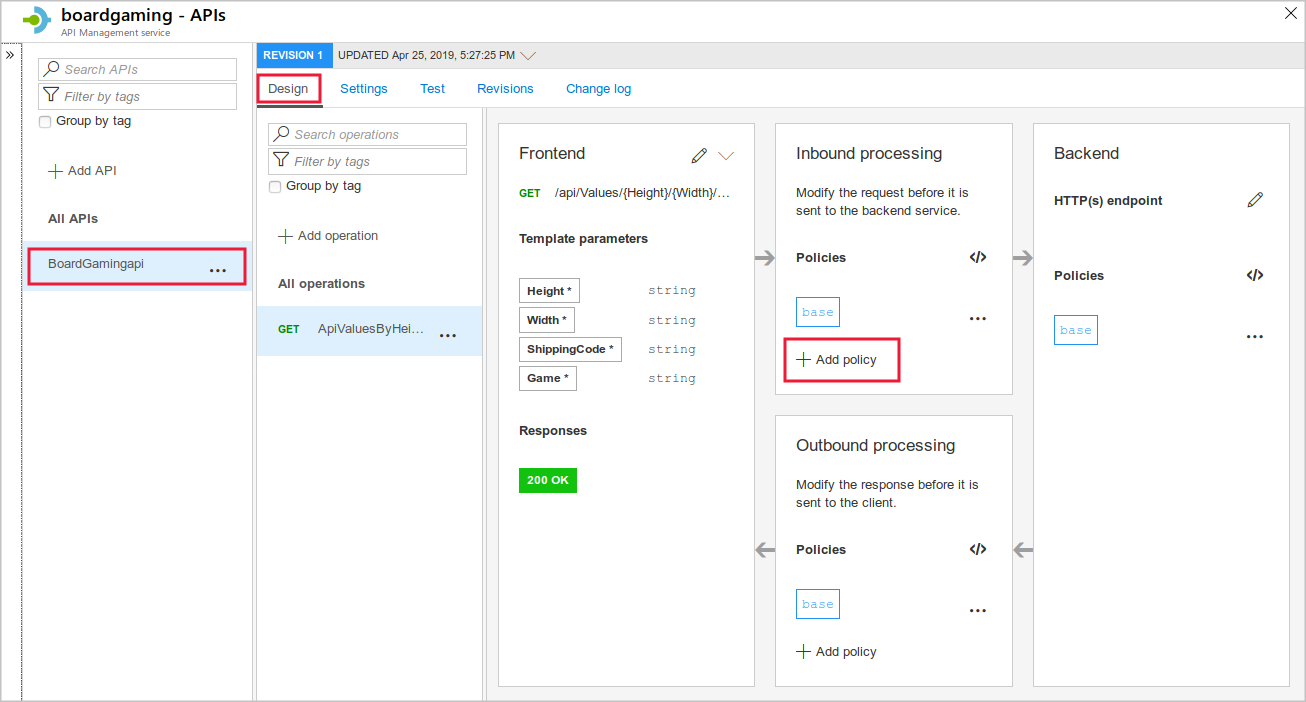 boardgaming - APIs
API Management service
Search APIs
Filter by tags
Group by tag
Add API
All APIs
BoardGamingapi
...
REVISION 1 UPDATED Apr 25, 2019, 5:27:25 PM
Design Settings Test Revisions Change log
Search operations
Filter by tags
Group by tag
Add operation
All operations
GET ApiValuesByHei... ...
Frontend
GET /api/Values/{Height}/{Width}/...
Template parameters
Height * string
Width * string
ShippingCode * string
Game * string
Responses
200 OK
Inbound processing
Modify the request before it is
sent to the backend service.
Policies </>
base ...
Add policy
Outbound processing
Modify the response before it is
sent to the client.
Policies </>
base ...
Add policy
Backend
HTTP(s) endpoint
Policies </>
base ...